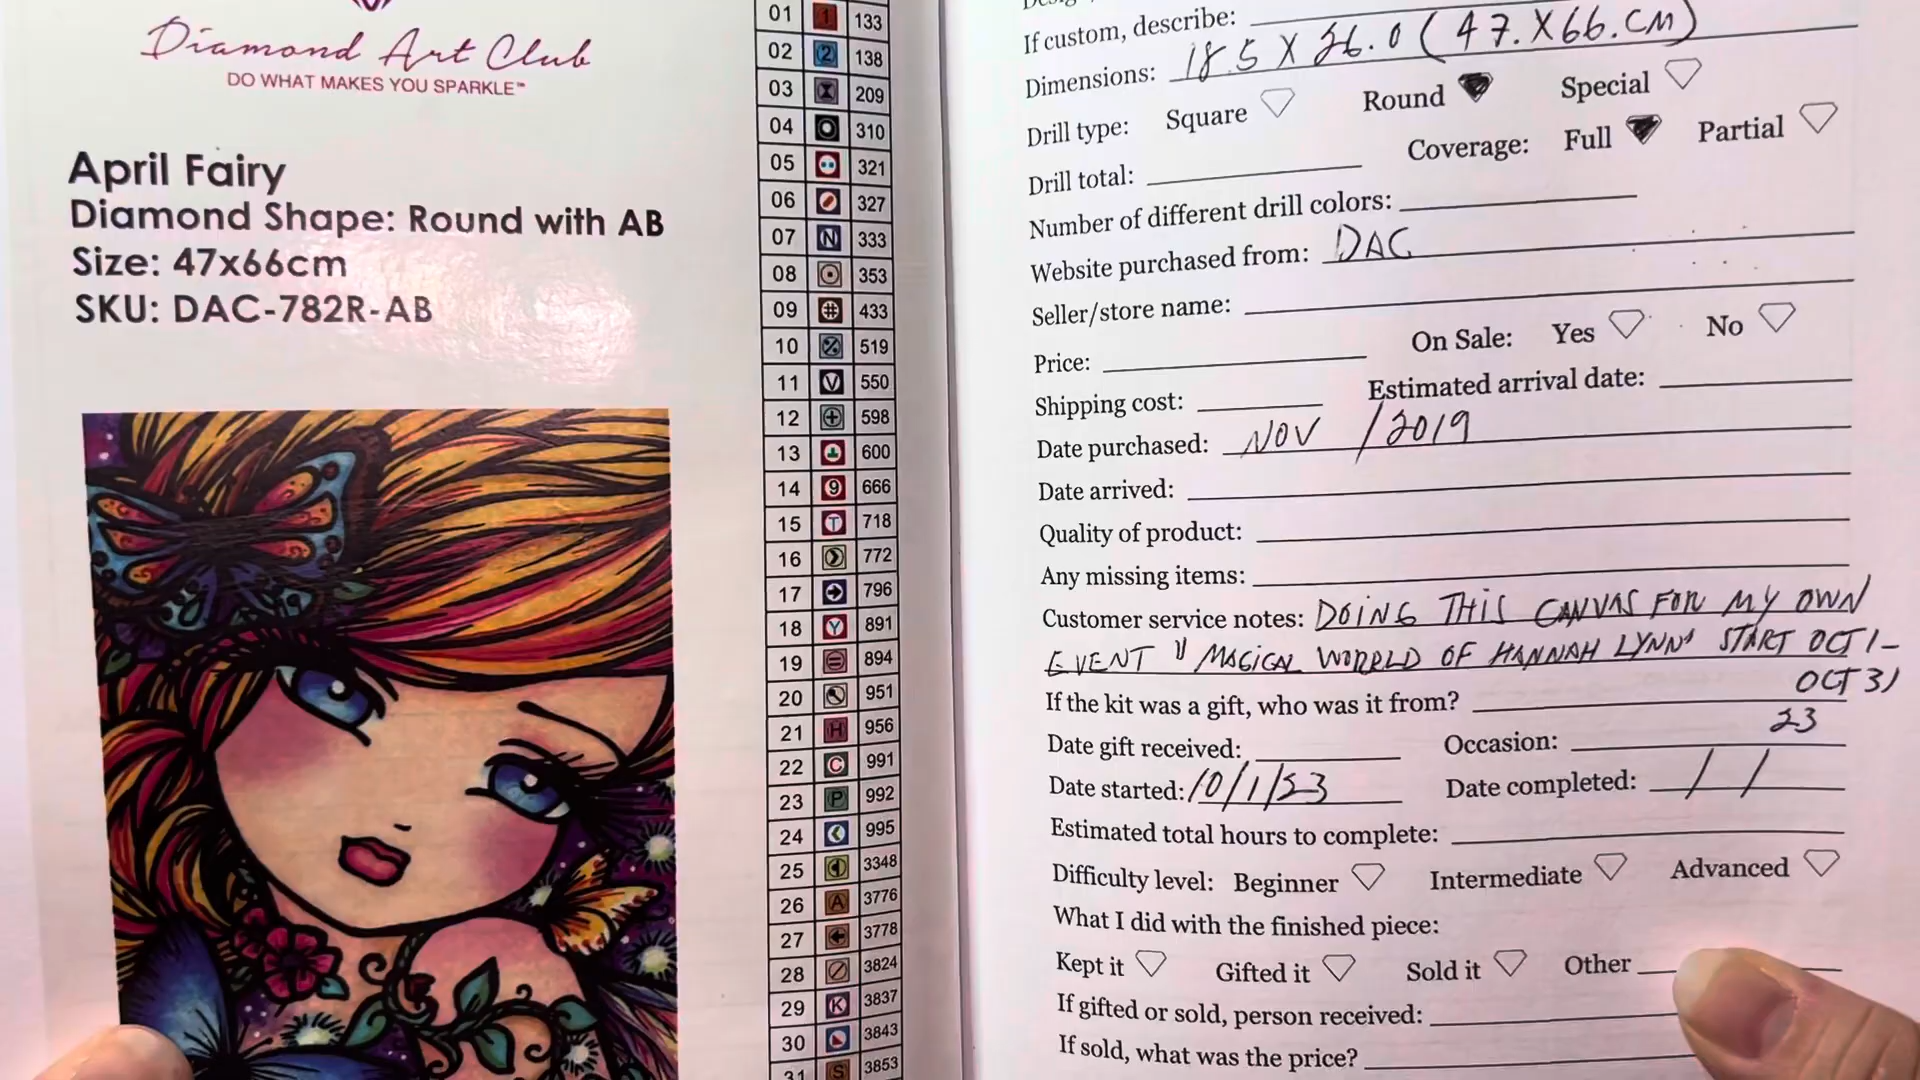 Diamond Art Club
DO WHAT MAKES YOU SPARKLE™
April Fairy
Diamond Shape: Round with AB
Size: 47x66cm
SKU: DAC-782R-AB
01 1 133
02 2 138
03 209
04 310
05 321
06 327
07 N 333
08 353
09 # 433
10 519
11 V 550
12 + 598
13 600
14 9 666
15 T 718
16 772
17 796
18 Y 891
19 = 894
20 951
21 H 956
22 C 991
23 P 992
24 995
25 3348
26 A 3776
27 3778
28 3824
29 K 3837
30 3843
31 S 3853
If custom, describe:
Dimensions: 18.5 X 26.0 (47.X66.CM)
Drill type: Square Round Special
Drill total: Coverage: Full Partial
Number of different drill colors:
Website purchased from: DAC
Seller/store name:
Price: On Sale: Yes No
Shipping cost: Estimated arrival date:
Date purchased: NOV / 2019
Date arrived:
Quality of product:
Any missing items:
Customer service notes: DOING THIS CANVAS FOR MY OWN
EVENT " MAGICAL WORRLD OF HANNAH LYNN" START OCT 1-
OCT 31
If the kit was a gift, who was it from?
23
Date gift received: Occasion:
Date started: 10/1/23 Date completed: / /
Estimated total hours to complete:
Difficulty level: Beginner Intermediate Advanced
What I did with the finished piece:
Kept it Gifted it Sold it Other
If gifted or sold, person received:
If sold, what was the price?